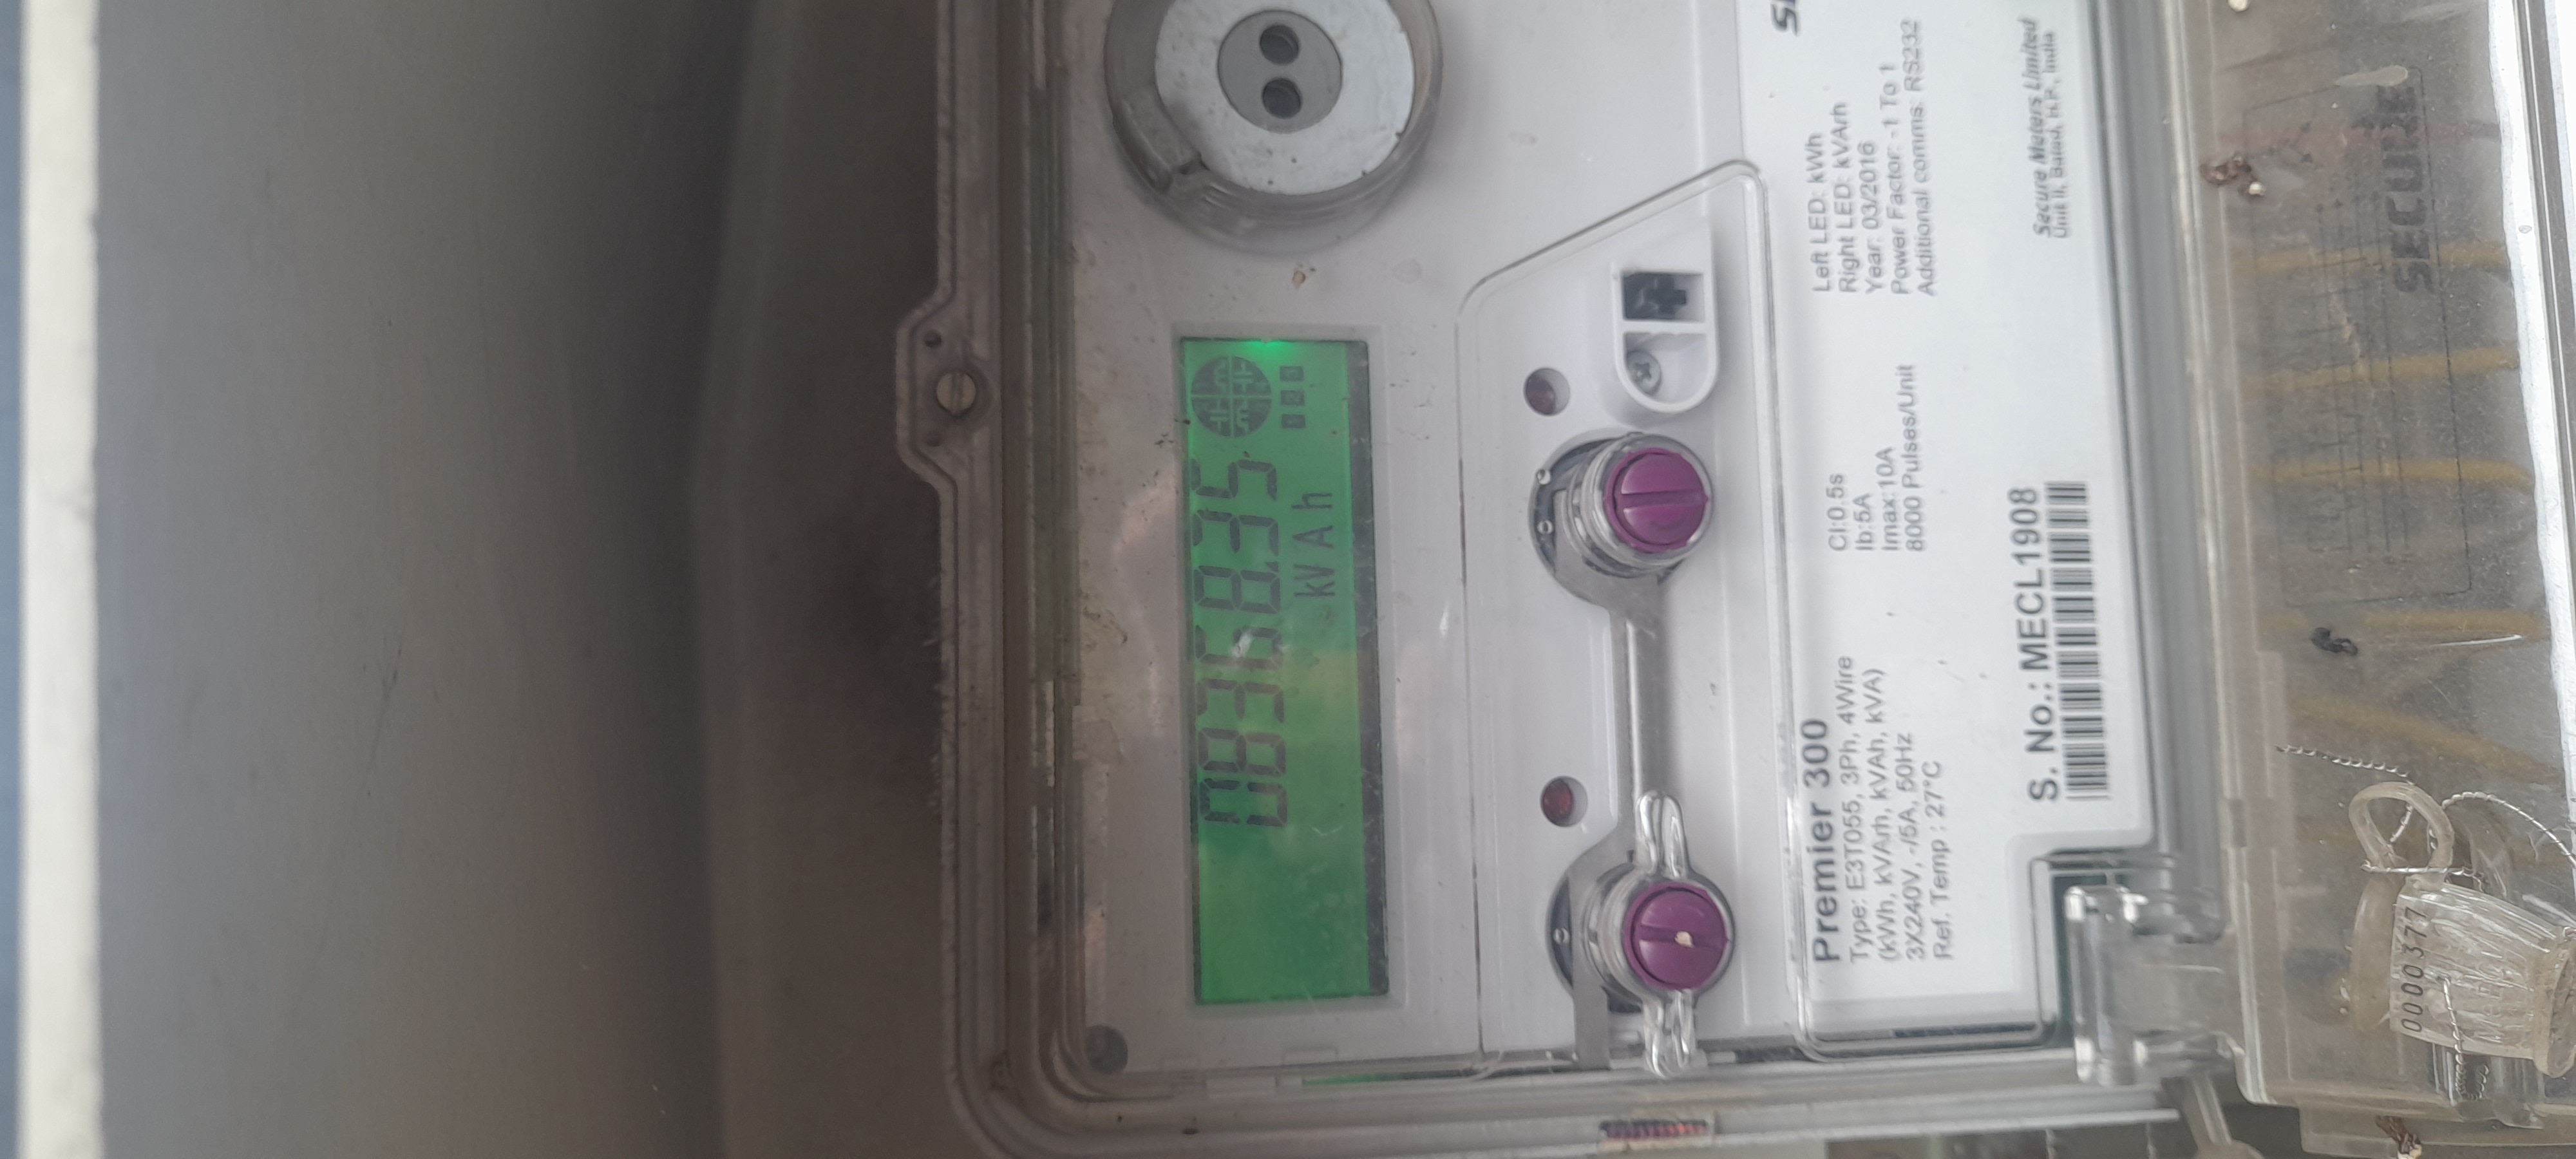 kVAh
Premier 300
Type: E3T055, 3Ph, 4Wire
(kWh, kVArh, kVAh, kVA)
3X240V, -/5A, 50Hz
Ref. Temp : 27°C
Cl:0.5s
Ib:5A
Imax:10A
8000 Pulses/Unit
Left LED: kWh
Right LED: kVArh
Year: 03/2016
Power Factor: -1 To 1
Additional comms: RS232
S. No.: MECL1908
Secure Meters Limited
Unit II, Baddi, H.P., India
SECURE
0000377